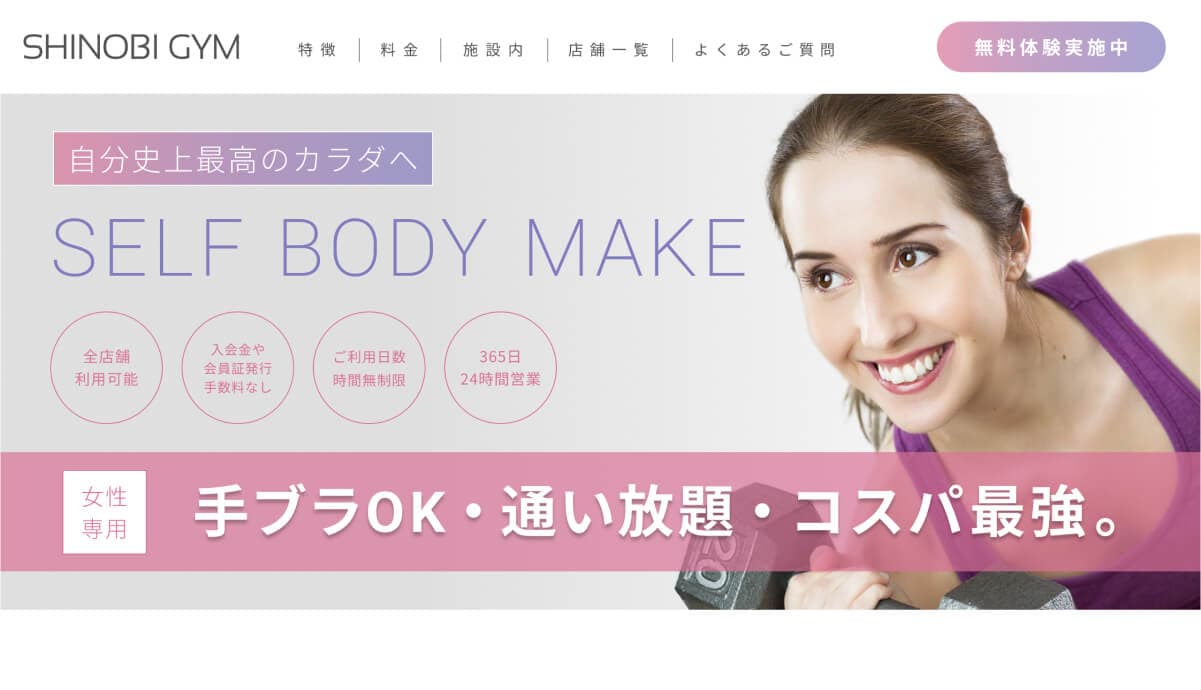 SHINOBI GYM
特徴
料金
施設内
店舗一覧
よくあるご質問
無料体験実施中
自分史上最高のカラダへ
SELF BODY MAKE
全店舗
利用可能
入会金や
会員証発行
手数料なし
ご利用日数
時間無制限
365日
24時間営業
女性
専用
手ブラOK・通い放題・コスパ最強。
20